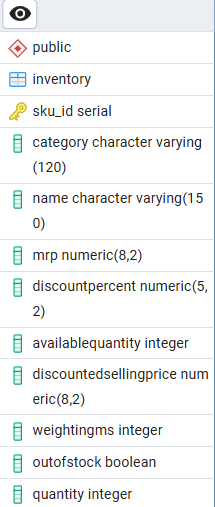 public
inventory
sku_id serial
category character varying
(120)
name character varying(15
0)
mrp numeric(8,2)
discountpercent numeric(5,
2)
availablequantity integer
discountedsellingprice num
eric(8,2)
weightingms integer
outofstock boolean
quantity integer